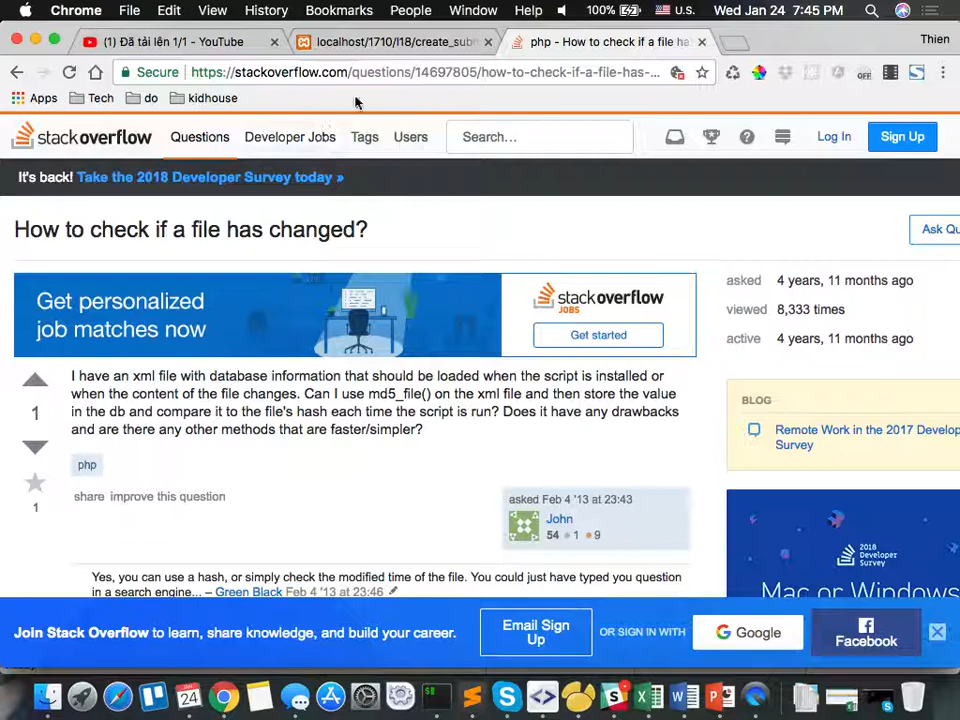 Chrome File Edit View History Bookmarks People Window Help 100% U.S. Wed Jan 24 7:45 PM
(1) Đã tải lên 1/1 - YouTube localhost/1710/l18/create_subm php - How to check if a file ha Thien
Secure https://stackoverflow.com/questions/14697805/how-to-check-if-a-file-has-...
Apps Tech do kidhouse
stackoverflow Questions Developer Jobs Tags Users Search... Log In Sign Up
It's back! Take the 2018 Developer Survey today »
How to check if a file has changed?
Ask Qu
Get personalized
job matches now
stackoverflow
JOBS
Get started
asked 4 years, 11 months ago
viewed 8,333 times
active 4 years, 11 months ago
1
I have an xml file with database information that should be loaded when the script is installed or
when the content of the file changes. Can I use md5_file() on the xml file and then store the value
in the db and compare it to the file's hash each time the script is run? Does it have any drawbacks
and are there any other methods that are faster/simpler?
BLOG
Remote Work in the 2017 Develop
Survey
php
1
share improve this question
asked Feb 4 '13 at 23:43
John
54 1 9
2018
Developer
Survey
Mac or Windows
Yes, you can use a hash, or simply check the modified time of the file. You could just have typed you question
in a search engine... – Green Black Feb 4 '13 at 23:46
Join Stack Overflow to learn, share knowledge, and build your career.
Email Sign
Up
OR SIGN IN WITH
Google
Facebook